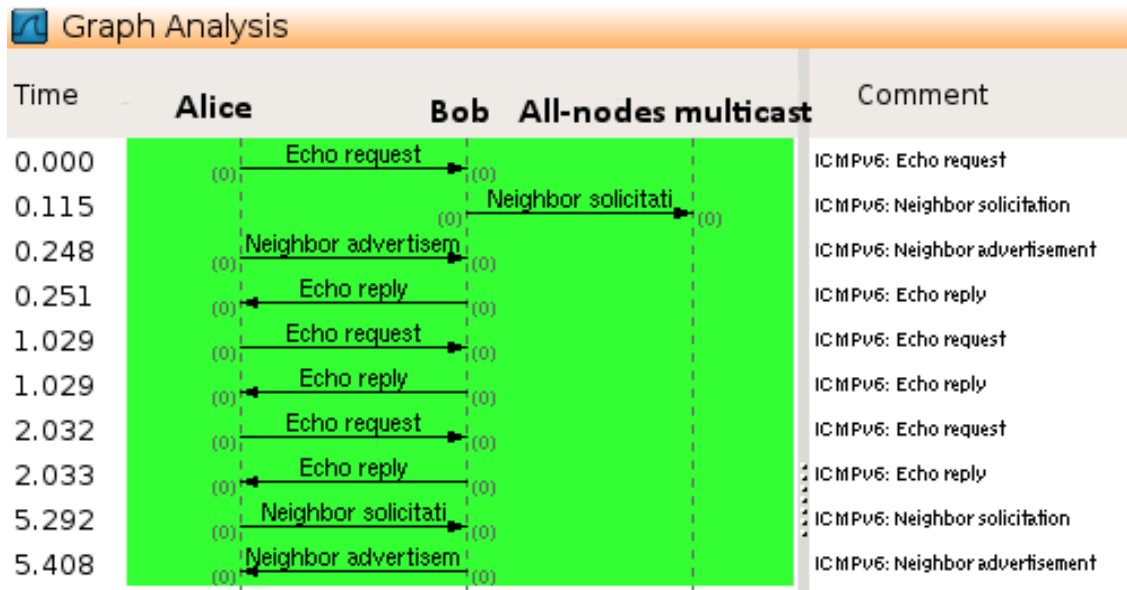 Graph Analysis
Time Alice Bob All-nodes multicast Comment
0.000 (0) Echo request (0) ICMPv6: Echo request
0.115 (0) Neighbor solicitati (0) ICMPv6: Neighbor solicitation
0.248 (0) Neighbor advertisem (0) ICMPv6: Neighbor advertisement
0.251 (0) Echo reply (0) ICMPv6: Echo reply
1.029 (0) Echo request (0) ICMPv6: Echo request
1.029 (0) Echo reply (0) ICMPv6: Echo reply
2.032 (0) Echo request (0) ICMPv6: Echo request
2.033 (0) Echo reply (0) ICMPv6: Echo reply
5.292 (0) Neighbor solicitati (0) ICMPv6: Neighbor solicitation
5.408 (0) Neighbor advertisem (0) ICMPv6: Neighbor advertisement